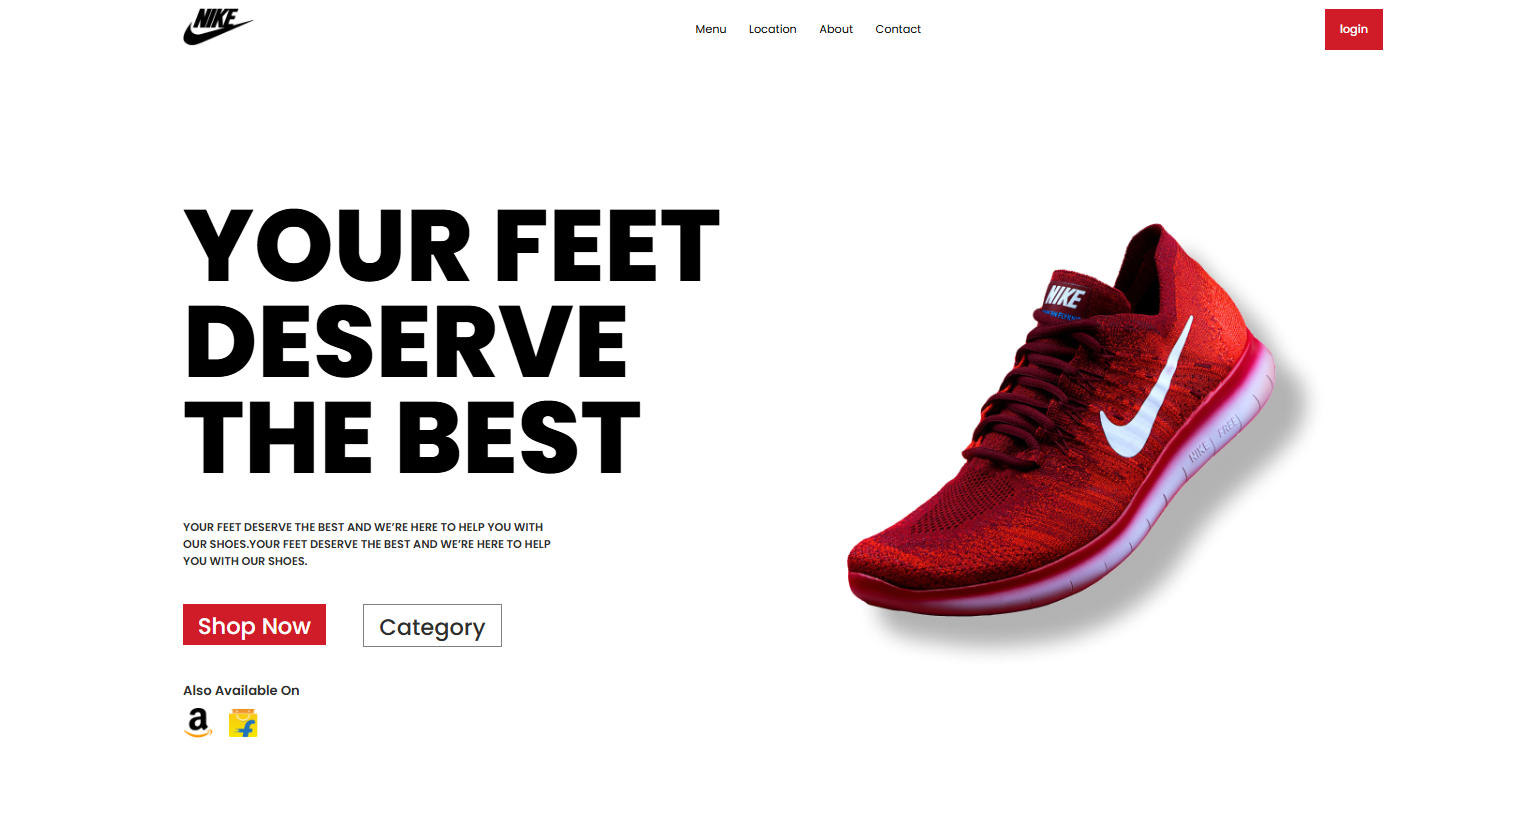 NIKE
Menu Location About Contact
login
YOUR FEET
DESERVE
THE BEST
YOUR FEET DESERVE THE BEST AND WE’RE HERE TO HELP YOU WITH
OUR SHOES.YOUR FEET DESERVE THE BEST AND WE’RE HERE TO HELP
YOU WITH OUR SHOES.
Shop Now
Category
Also Available On
a
f
NIKE
NIKE FREE